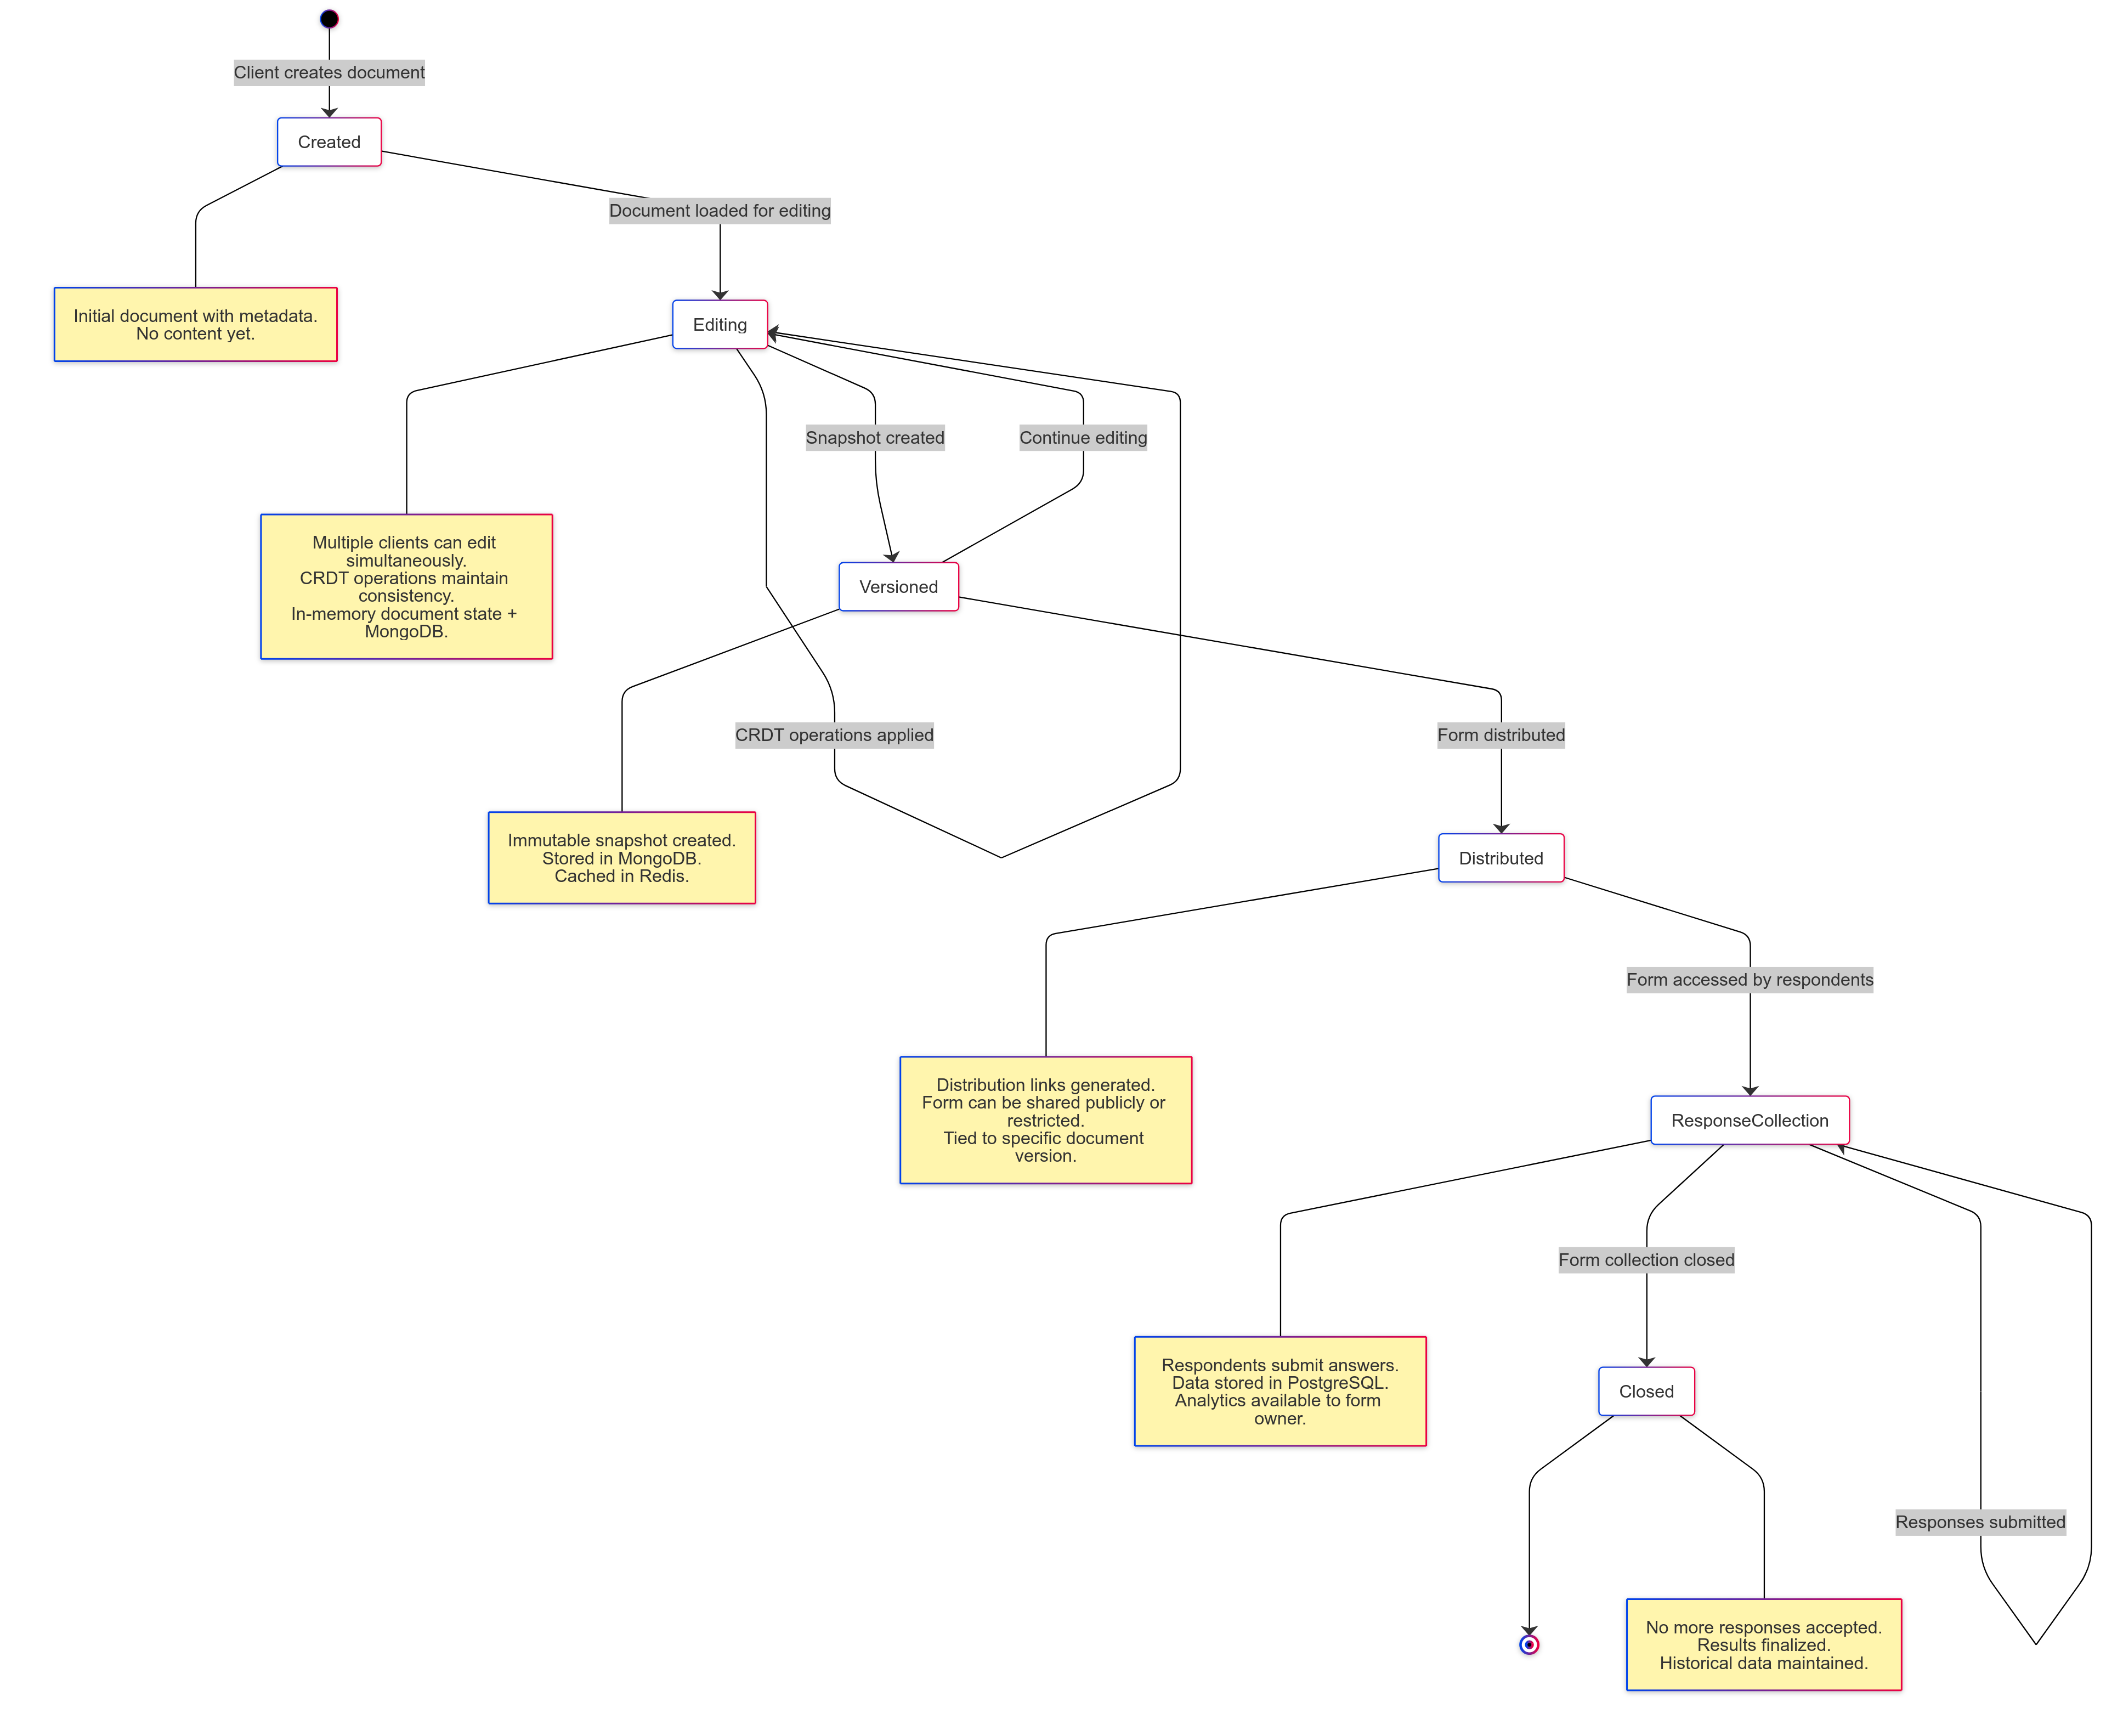 Client creates document
Created
Document loaded for editing
Initial document with metadata.
No content yet.
Editing
Snapshot created
Continue editing
Multiple clients can edit
simultaneously.
CRDT operations maintain
consistency.
In-memory document state +
MongoDB.
Versioned
CRDT operations applied
Form distributed
Immutable snapshot created.
Stored in MongoDB.
Cached in Redis.
Distributed
Form accessed by respondents
Distribution links generated.
Form can be shared publicly or
restricted.
Tied to specific document
version.
ResponseCollection
Form collection closed
Respondents submit answers.
Data stored in PostgreSQL.
Analytics available to form
owner.
Closed
Responses submitted
No more responses accepted.
Results finalized.
Historical data maintained.